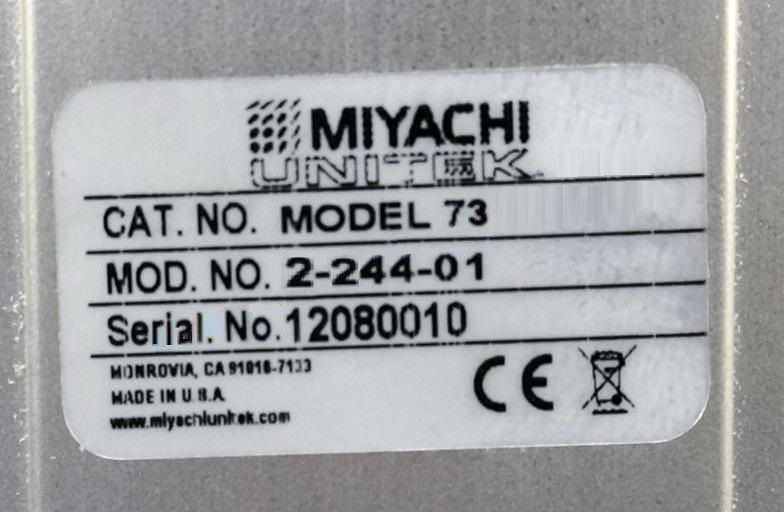 MIYACHI
UNITEK
CAT. NO. MODEL 73
MOD. NO. 2-244-01
Serial. No.12080010
MONROVIA, CA 91016-7133
MADE IN U.S.A.
www.miyachiunitek.com
CE